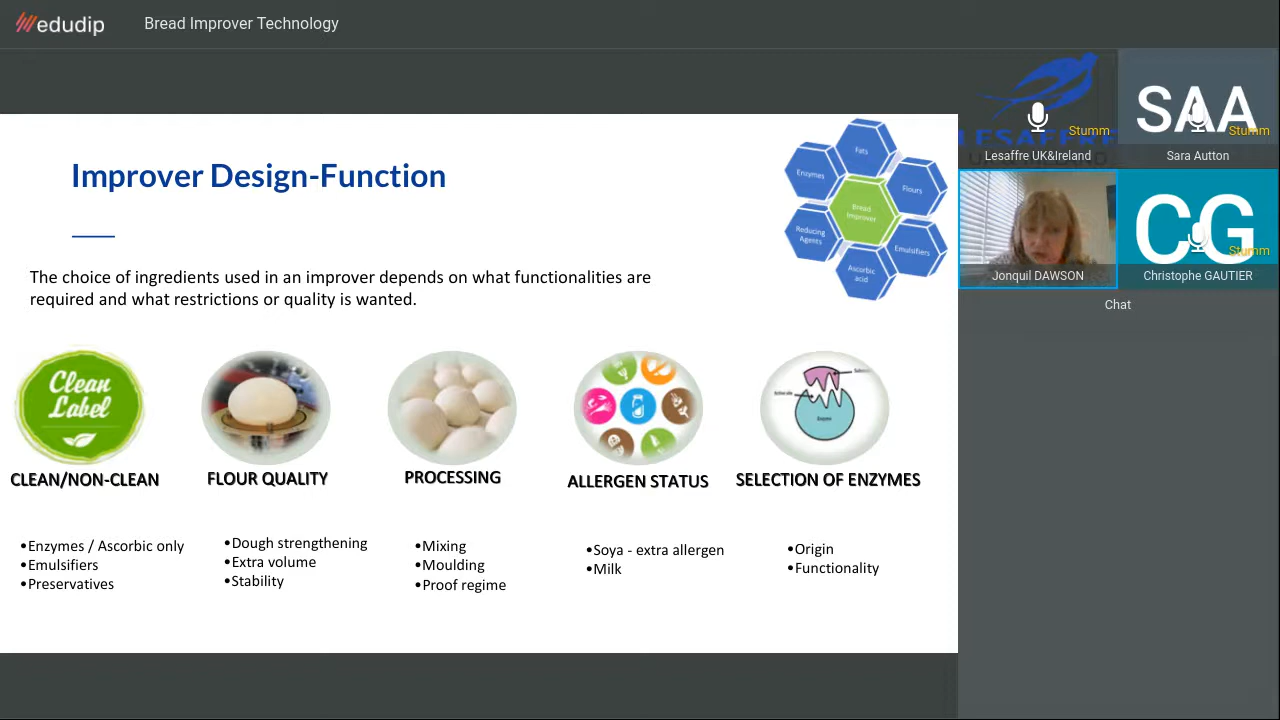 edudip
Bread Improver Technology
Improver Design-Function
Fats
Enzymes
Flours
Bread
Improver
Reducing
Agents
Emulsifiers
Ascorbic
acid
The choice of ingredients used in an improver depends on what functionalities are
required and what restrictions or quality is wanted.
Clean
Label
CLEAN/NON-CLEAN
•Enzymes / Ascorbic only
•Emulsifiers
•Preservatives
FLOUR QUALITY
•Dough strengthening
•Extra volume
•Stability
PROCESSING
•Mixing
•Moulding
•Proof regime
ALLERGEN STATUS
•Soya - extra allergen
•Milk
Enzyme
SELECTION OF ENZYMES
•Origin
•Functionality
LESAFFRE
Stumm
Lesaffre UK&Ireland
SAA
Stumm
Sara Autton
Jonquil DAWSON
CG
Stumm
Christophe GAUTIER
Chat